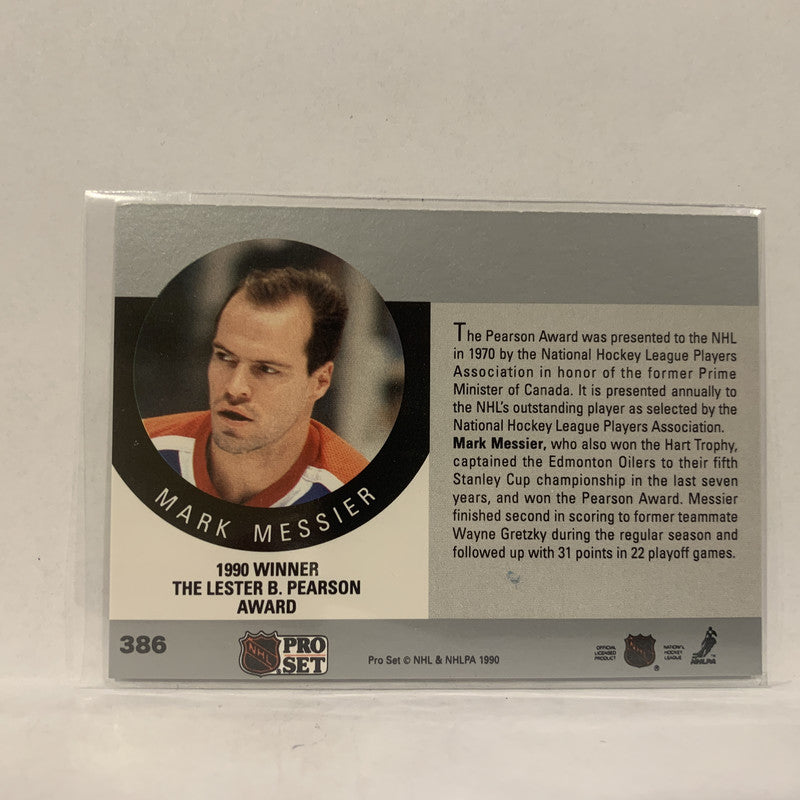 MARK MESSIER
1990 WINNER
THE LESTER B. PEARSON
AWARD
The Pearson Award was presented to the NHL
in 1970 by the National Hockey League Players
Association in honor of the former Prime
Minister of Canada. It is presented annually to
the NHL's outstanding player as selected by the
National Hockey League Players Association.
Mark Messier, who also won the Hart Trophy,
captained the Edmonton Oilers to their fifth
Stanley Cup championship in the last seven
years, and won the Pearson Award. Messier
finished second in scoring to former teammate
Wayne Gretzky during the regular season and
followed up with 31 points in 22 playoff games.
386
NHL
PRO
SET
Pro Set © NHL & NHLPA 1990
OFFICIAL
LICENSED
PRODUCT
NHL
®
NATIONAL
HOCKEY
LEAGUE
NHLPA